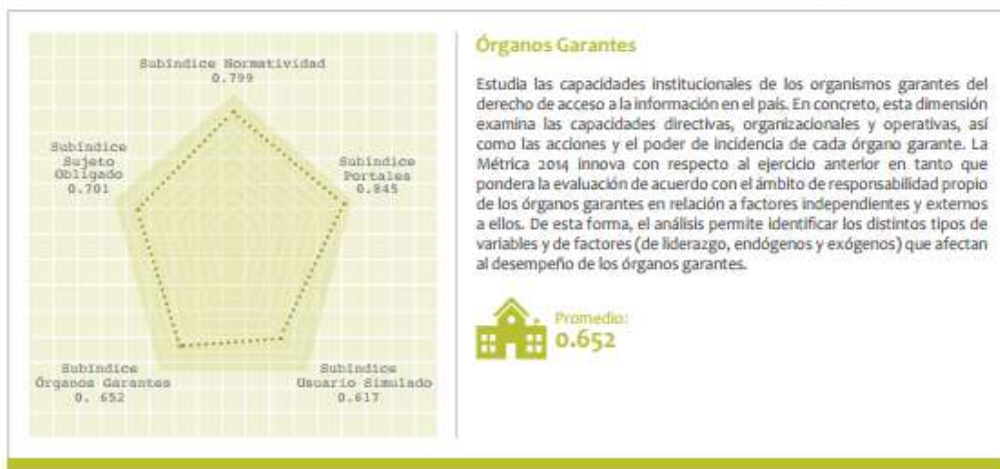 Subíndice Normatividad
0.799
Subíndice
Sujeto
Obligado
0.701
Subíndice
Portales
0.845
Subíndice
Órganos Garantes
0. 652
Subíndice
Usuario Simulado
0.617
Órganos Garantes
Estudia las capacidades institucionales de los organismos garantes del
derecho de acceso a la información en el país. En concreto, esta dimensión
examina las capacidades directivas, organizacionales y operativas, así
como las acciones y el poder de incidencia de cada órgano garante. La
Métrica 2014 innova con respecto al ejercicio anterior en tanto que
pondera la evaluación de acuerdo con el ámbito de responsabilidad propio
de los órganos garantes en relación a factores independientes y externos
a ellos. De esta forma, el análisis permite identificar los distintos tipos de
variables y de factores (de liderazgo, endógenos y exógenos) que afectan
al desempeño de los órganos garantes.
Promedio:
0.652